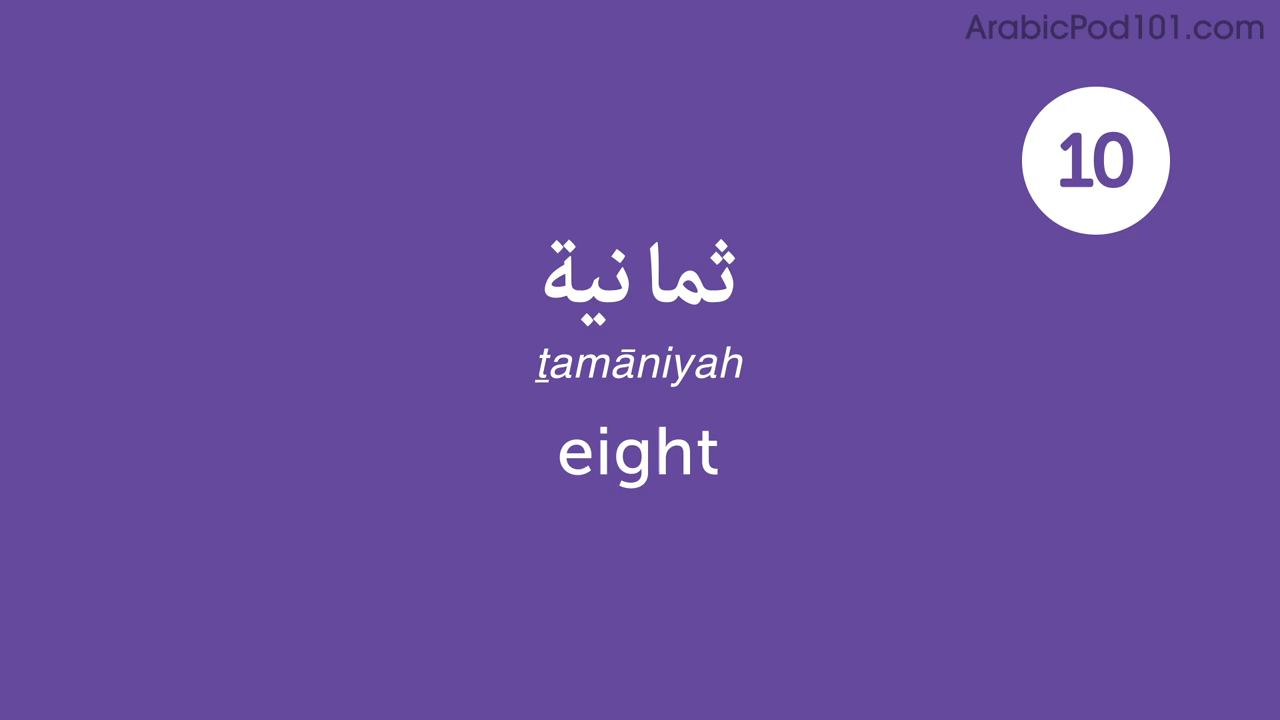 ArabicPod101.com
10
ثمانية
ṯamāniyah
eight